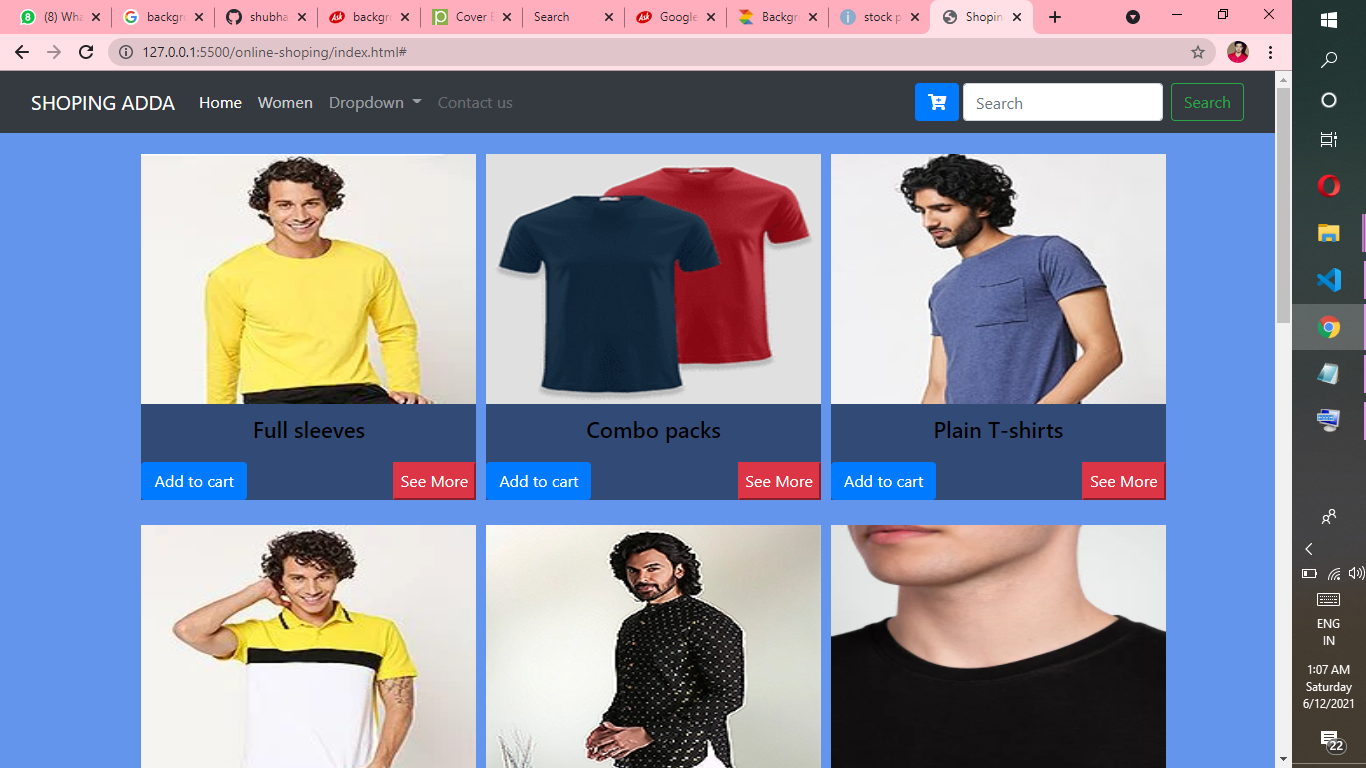 (8) Wha
backgro
shubha
backgro
Cover B
Search
Google
Backgro
stock p
Shopin
127.0.0.1:5500/online-shoping/index.html#
SHOPING ADDA Home Women Dropdown Contact us Search Search
Full sleeves Combo packs Plain T-shirts
Add to cart See More Add to cart See More Add to cart See More
ENG
IN
1:07 AM
Saturday
6/12/2021
22